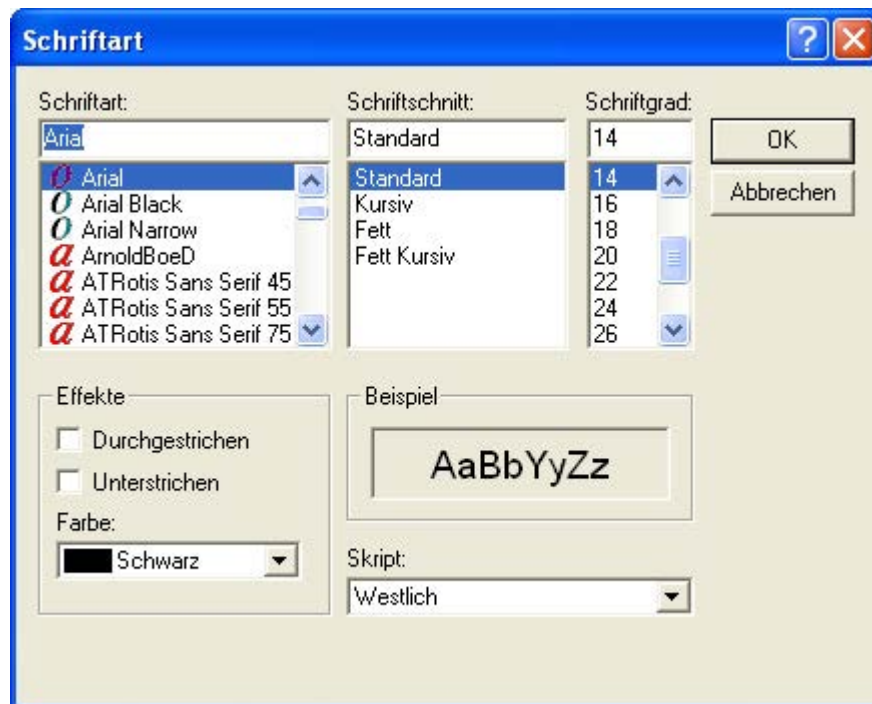 Schriftart
Schriftart:
Arial
Arial
Arial Black
Arial Narrow
ArnoldBoeD
ATRotis Sans Serif 45
ATRotis Sans Serif 55
ATRotis Sans Serif 75
Schriftschnitt:
Standard
Standard
Kursiv
Fett
Fett Kursiv
Schriftgrad:
14
14
16
18
20
22
24
26
OK
Abbrechen
Effekte
Durchgestrichen
Unterstrichen
Farbe:
Schwarz
Beispiel
AaBbYyZz
Skript:
Westlich